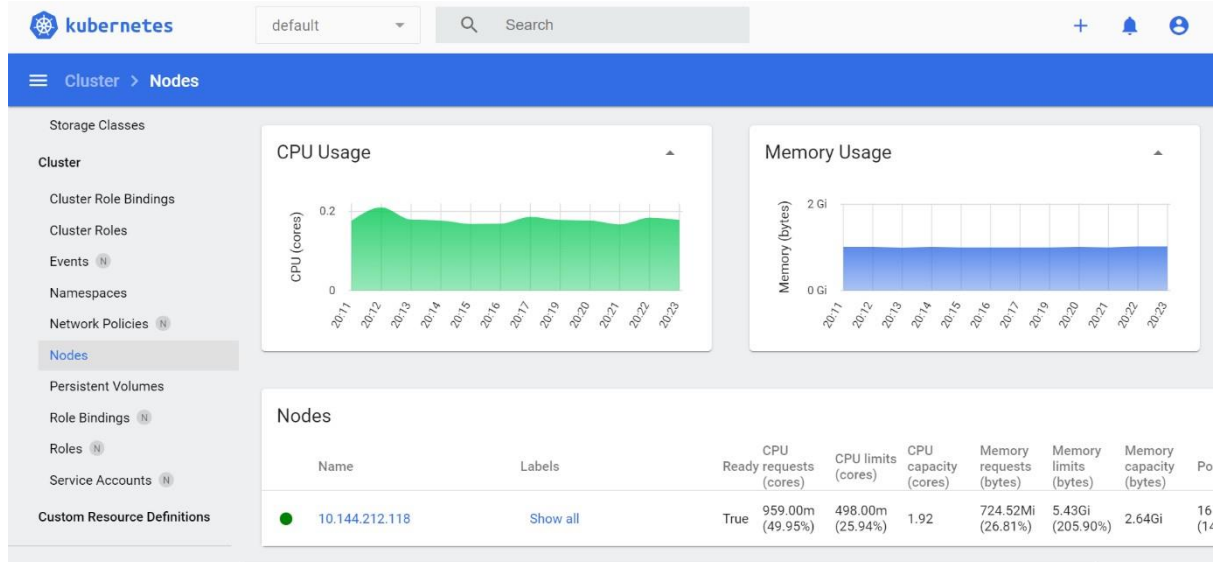 kubernetes
default
Search
Cluster > Nodes
Storage Classes
Cluster
Cluster Role Bindings
Cluster Roles
Events N
Namespaces
Network Policies N
Nodes
Persistent Volumes
Role Bindings N
Roles N
Service Accounts N
Custom Resource Definitions
CPU Usage
CPU (cores)
0.2
0
20:11 20:12 20:13 20:14 20:15 20:16 20:17 20:19 20:20 20:21 20:22 20:23
Memory Usage
Memory (bytes)
2 Gi
0 Gi
20:11 20:12 20:13 20:14 20:15 20:16 20:17 20:19 20:20 20:21 20:22 20:23
Nodes
Name Labels Ready CPU requests (cores) CPU limits (cores) CPU capacity (cores) Memory requests (bytes) Memory limits (bytes) Memory capacity (bytes)
10.144.212.118 Show all True 959.00m (49.95%) 498.00m (25.94%) 1.92 724.52Mi (26.81%) 5.43Gi (205.90%) 2.64Gi